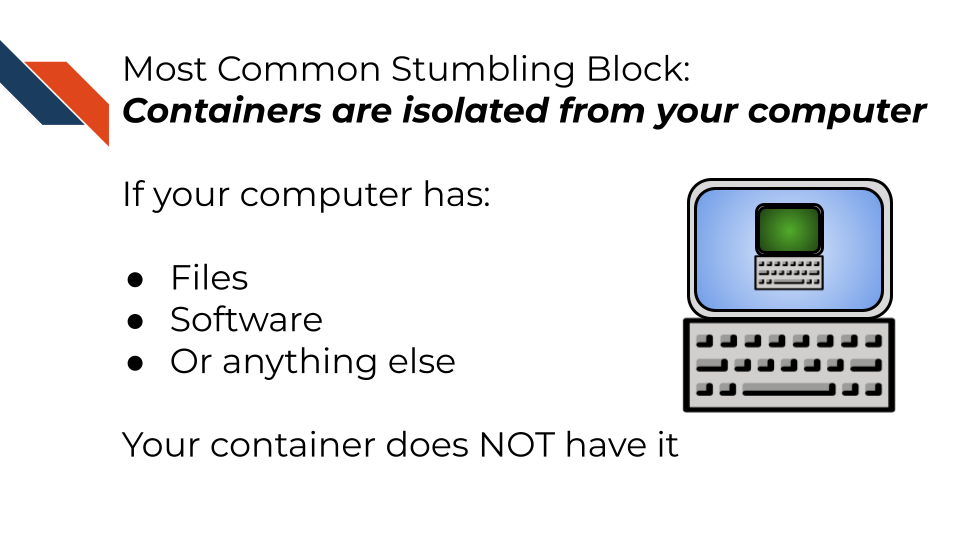 Most Common Stumbling Block:
Containers are isolated from your computer
If your computer has:
● Files
● Software
● Or anything else
Your container does NOT have it